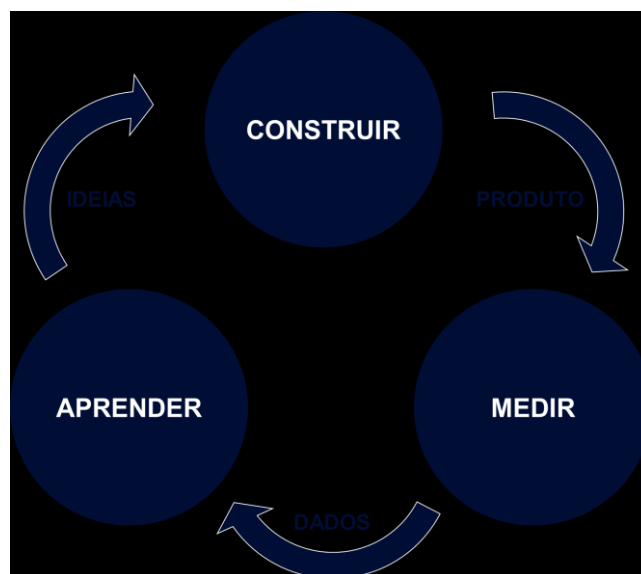 CONSTRUIR
IDEIAS
PRODUTO
APRENDER
MEDIR
DADOS